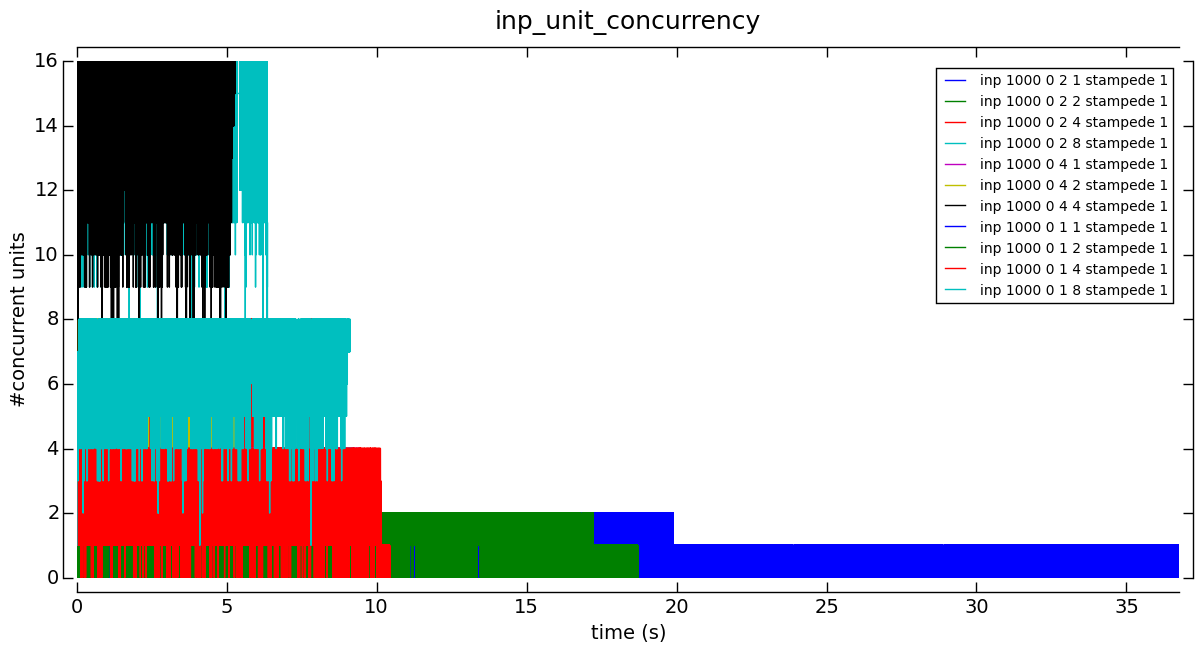 inp_unit_concurrency
16
14
12
10
8
6
4
2
0
#concurrent units
inp 1000 0 2 1 stampede 1
inp 1000 0 2 2 stampede 1
inp 1000 0 2 4 stampede 1
inp 1000 0 2 8 stampede 1
inp 1000 0 4 1 stampede 1
inp 1000 0 4 2 stampede 1
inp 1000 0 4 4 stampede 1
inp 1000 0 1 1 stampede 1
inp 1000 0 1 2 stampede 1
inp 1000 0 1 4 stampede 1
inp 1000 0 1 8 stampede 1
0 5 10 15 20 25 30 35
time (s)